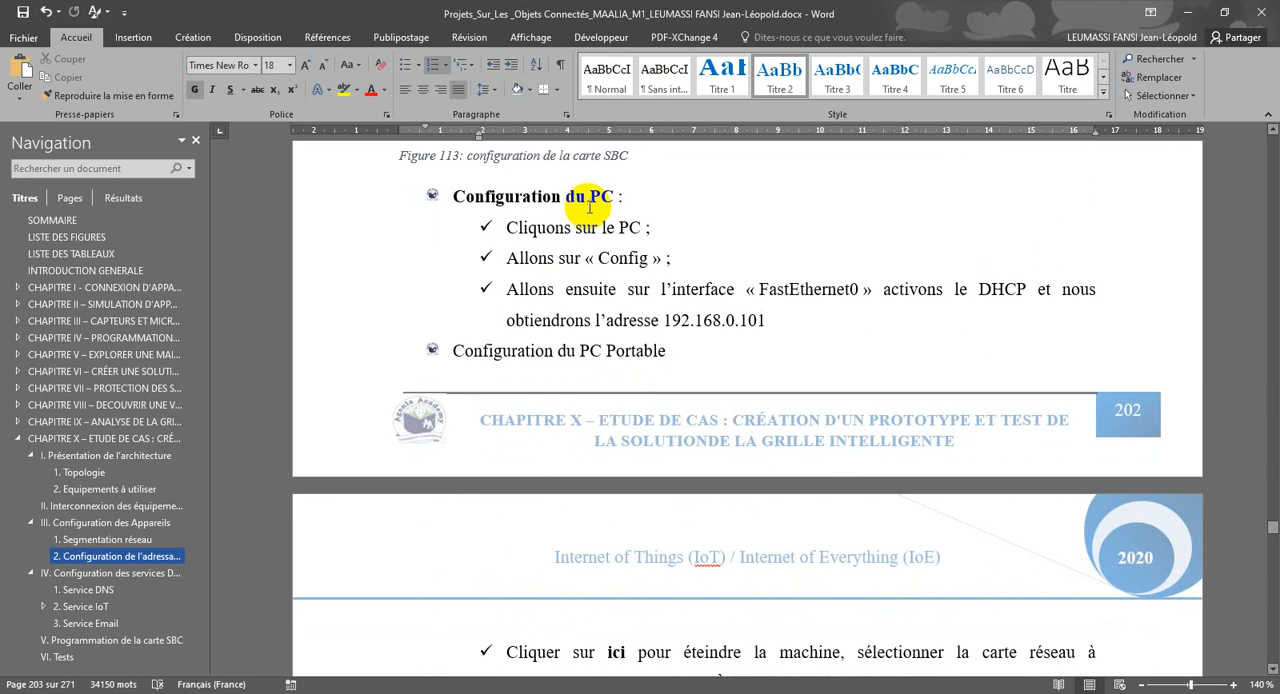 Projets_Sur_Les _Objets Connectés_MAALIA_M1_LEUMASSI FANSI Jean-Léopold.docx - Word
Fichier Accueil Insertion Création Disposition Références Publipostage Révision Affichage Développeur PDF-XChange 4 Dites-nous ce que vous voulez faire. LEUMASSI FANSI Jean-Léopold Partager
Coller
Couper
Copier
Reproduire la mise en forme
Presse-papiers
Times New Ro 18
Police
Paragraphe
AaBbCcI ¶ Normal
AaBbCcI ¶ Sans int...
AaBb Titre 2
AaBb( Titre 3
AaBbC Titre 4
AaBbCc. Titre 5
AaBbCcD Titre 6
AaBbC Titre
Titre 1
Style
Rechercher
Remplacer
Sélectionner
Modification
Navigation
Rechercher un document
Titres Pages Résultats
SOMMAIRE
LISTE DES FIGURES
LISTE DES TABLEAUX
INTRODUCTION GENERALE
CHAPITRE I - CONNEXION D'APPA...
CHAPITRE II – SIMULATION D'APP...
CHAPITRE III – CAPTEURS ET MICR...
CHAPITRE IV – PROGRAMMATION...
CHAPITRE V – EXPLORER UNE MAI...
CHAPITRE VI – CRÉER UNE SOLUTI...
CHAPITRE VII – PROTECTION DES S...
CHAPITRE VIII – DECOUVRIR UNE V...
CHAPITRE IX – ANALYSE DE LA GRI...
CHAPITRE X – ETUDE DE CAS : CRÉ...
I. Présentation de l'architecture
1. Topologie
2. Equipements à utiliser
II. Interconnexion des équipeme...
III. Configuration des Appareils
1. Segmentation réseau
2. Configuration de l'adressa...
IV. Configuration des services D...
1. Service DNS
2. Service IoT
3. Service Email
V. Programmation de la carte SBC
VI. Tests
Figure 113: configuration de la carte SBC
Configuration du PC :
Cliquons sur le PC ;
Allons sur « Config » ;
Allons ensuite sur l'interface « FastEthernet0 » activons le DHCP et nous
obtiendrons l'adresse 192.168.0.101
Configuration du PC Portable
CHAPITRE X – ETUDE DE CAS : CRÉATION D'UN PROTOTYPE ET TEST DE
LA SOLUTIONDE LA GRILLE INTELLIGENTE
202
Internet of Things (IoT) / Internet of Everything (IoE)
2020
Cliquer sur ici pour éteindre la machine, sélectionner la carte réseau à
Page 203 sur 271 34150 mots Français (France) 140 %